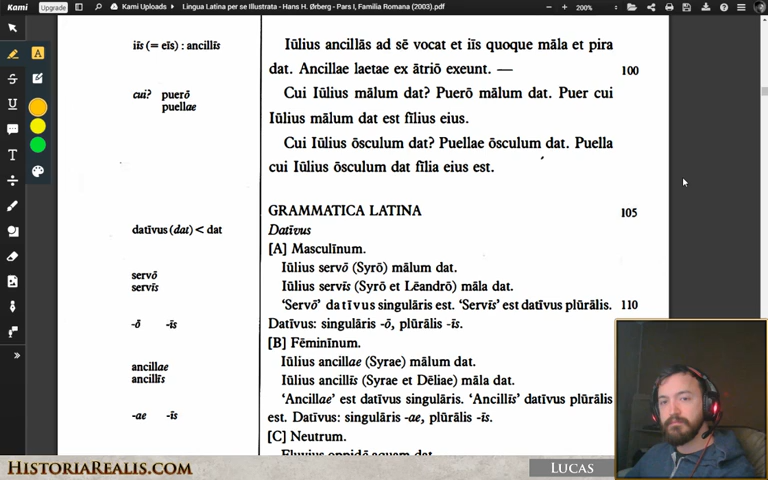 Kami
Upgrade
Kami Uploads > Lingua Latina per se Illustrata - Hans H. Ørberg - Pars I, Familia Romana (2003).pdf
200%
iīs (= eīs) : ancillīs
Iūlius ancillās ad sē vocat et iīs quoque māla et pira
dat. Ancillae laetae ex ātriō exeunt. —
100
cui? puerō
puellae
Cui Iūlius mālum dat? Puerō mālum dat. Puer cui
Iūlius mālum dat est fīlius eius.
Cui Iūlius ōsculum dat? Puellae ōsculum dat. Puella
cui Iūlius ōsculum dat fīlia eius est.
GRAMMATICA LATINA
105
datīvus (dat) < dat
Datīvus
[A] Masculīnum.
Iūlius servō (Syrō) mālum dat.
servō
servīs
Iūlius servīs (Syrō et Lēandrō) māla dat.
'Servō' datīvus singulāris est. 'Servīs' est datīvus plūrālis.
110
-ō -īs
Datīvus: singulāris -ō, plūrālis -īs.
[B] Fēminīnum.
Iūlius ancillae (Syrae) mālum dat.
ancillae
ancillīs
Iūlius ancillīs (Syrae et Dēliae) māla dat.
'Ancillae' est datīvus singulāris. 'Ancillīs' datīvus plūrālis
-ae -īs
est. Datīvus: singulāris -ae, plūrālis -īs.
[C] Neutrum.
Fluvius oppidō aquam dat.
HISTORIAREALIS.COM
LUCAS